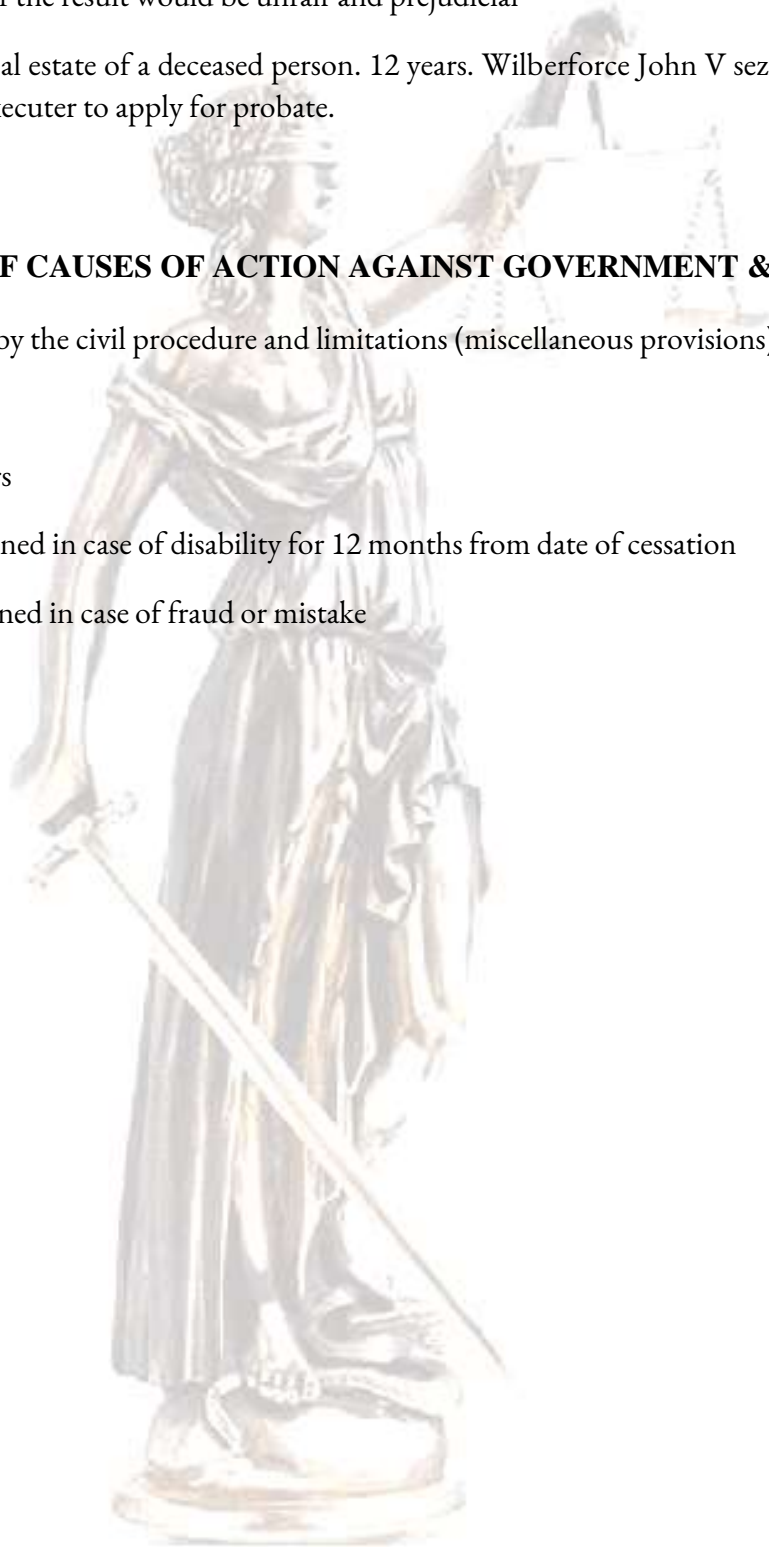 the result would be unfair and prejudicial
al estate of a deceased person. 12 years. Wilberforce John V sez
ecuter to apply for probate.
F CAUSES OF ACTION AGAINST GOVERNMENT &
by the civil procedure and limitations (miscellaneous provisions)
rs
ned in case of disability for 12 months from date of cessation
ned in case of fraud or mistake